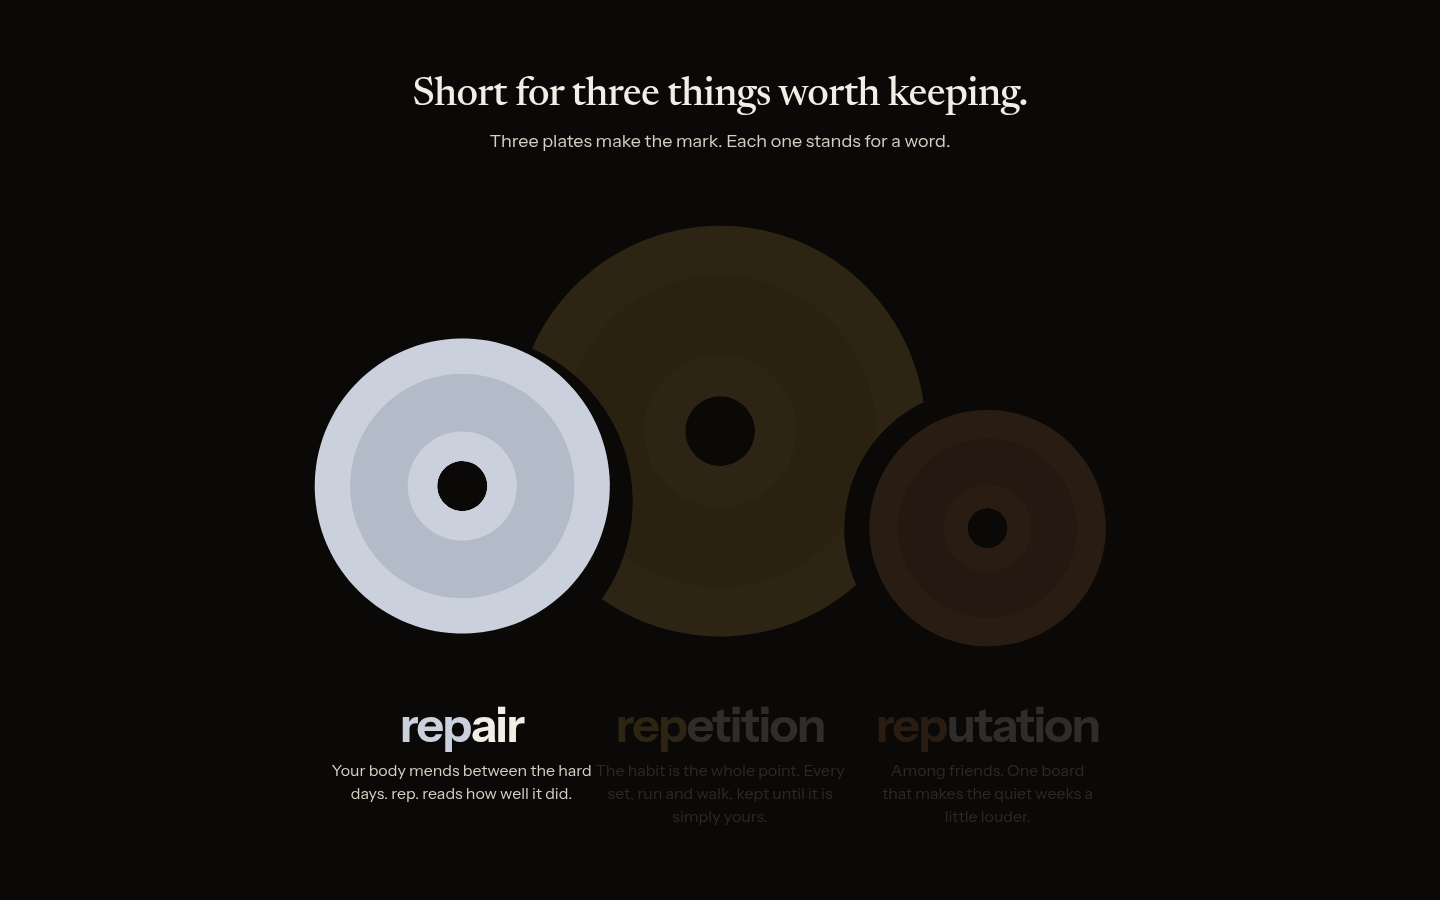 Short for three things worth keeping.
Three plates make the mark. Each one stands for a word.
repair
Your body mends between the hard
days. rep. reads how well it did.
repetition
The habit is the whole point. Every
set, run and walk, kept until it is
simply yours.
reputation
Among friends. One board
that makes the quiet weeks a
little louder.